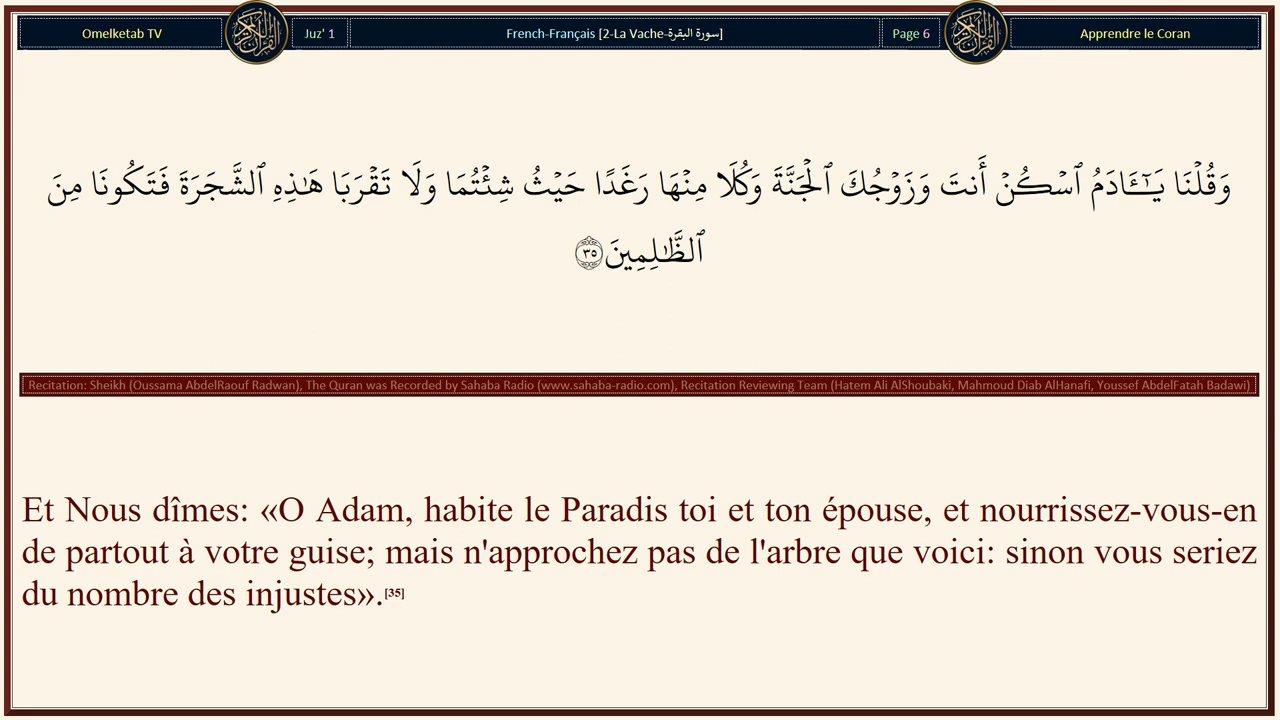 Omelketab TV
Juz' 1
French-Français [2-La Vache-سورة البقرة]
Page 6
Apprendre le Coran
وَقُلۡنَا يَـٰٓـَٔادَمُ ٱسۡكُنۡ أَنتَ وَزَوۡجُكَ ٱلۡجَنَّةَ وَكُلَا مِنۡهَا رَغَدًا حَيۡثُ شِئۡتُمَا وَلَا تَقۡرَبَا هَـٰذِهِ ٱلشَّجَرَةَ فَتَكُونَا مِنَ
ٱلظَّـٰلِمِينَ ٣٥
Recitation: Sheikh (Oussama AbdelRaouf Radwan), The Quran was Recorded by Sahaba Radio (www.sahaba-radio.com), Recitation Reviewing Team (Hatem Ali AlShoubaki, Mahmoud Diab AlHanafi, Youssef AbdelFatah Badawi)
Et Nous dîmes: «O Adam, habite le Paradis toi et ton épouse, et nourrissez-vous-en
de partout à votre guise; mais n'approchez pas de l'arbre que voici: sinon vous seriez
du nombre des injustes».[35]